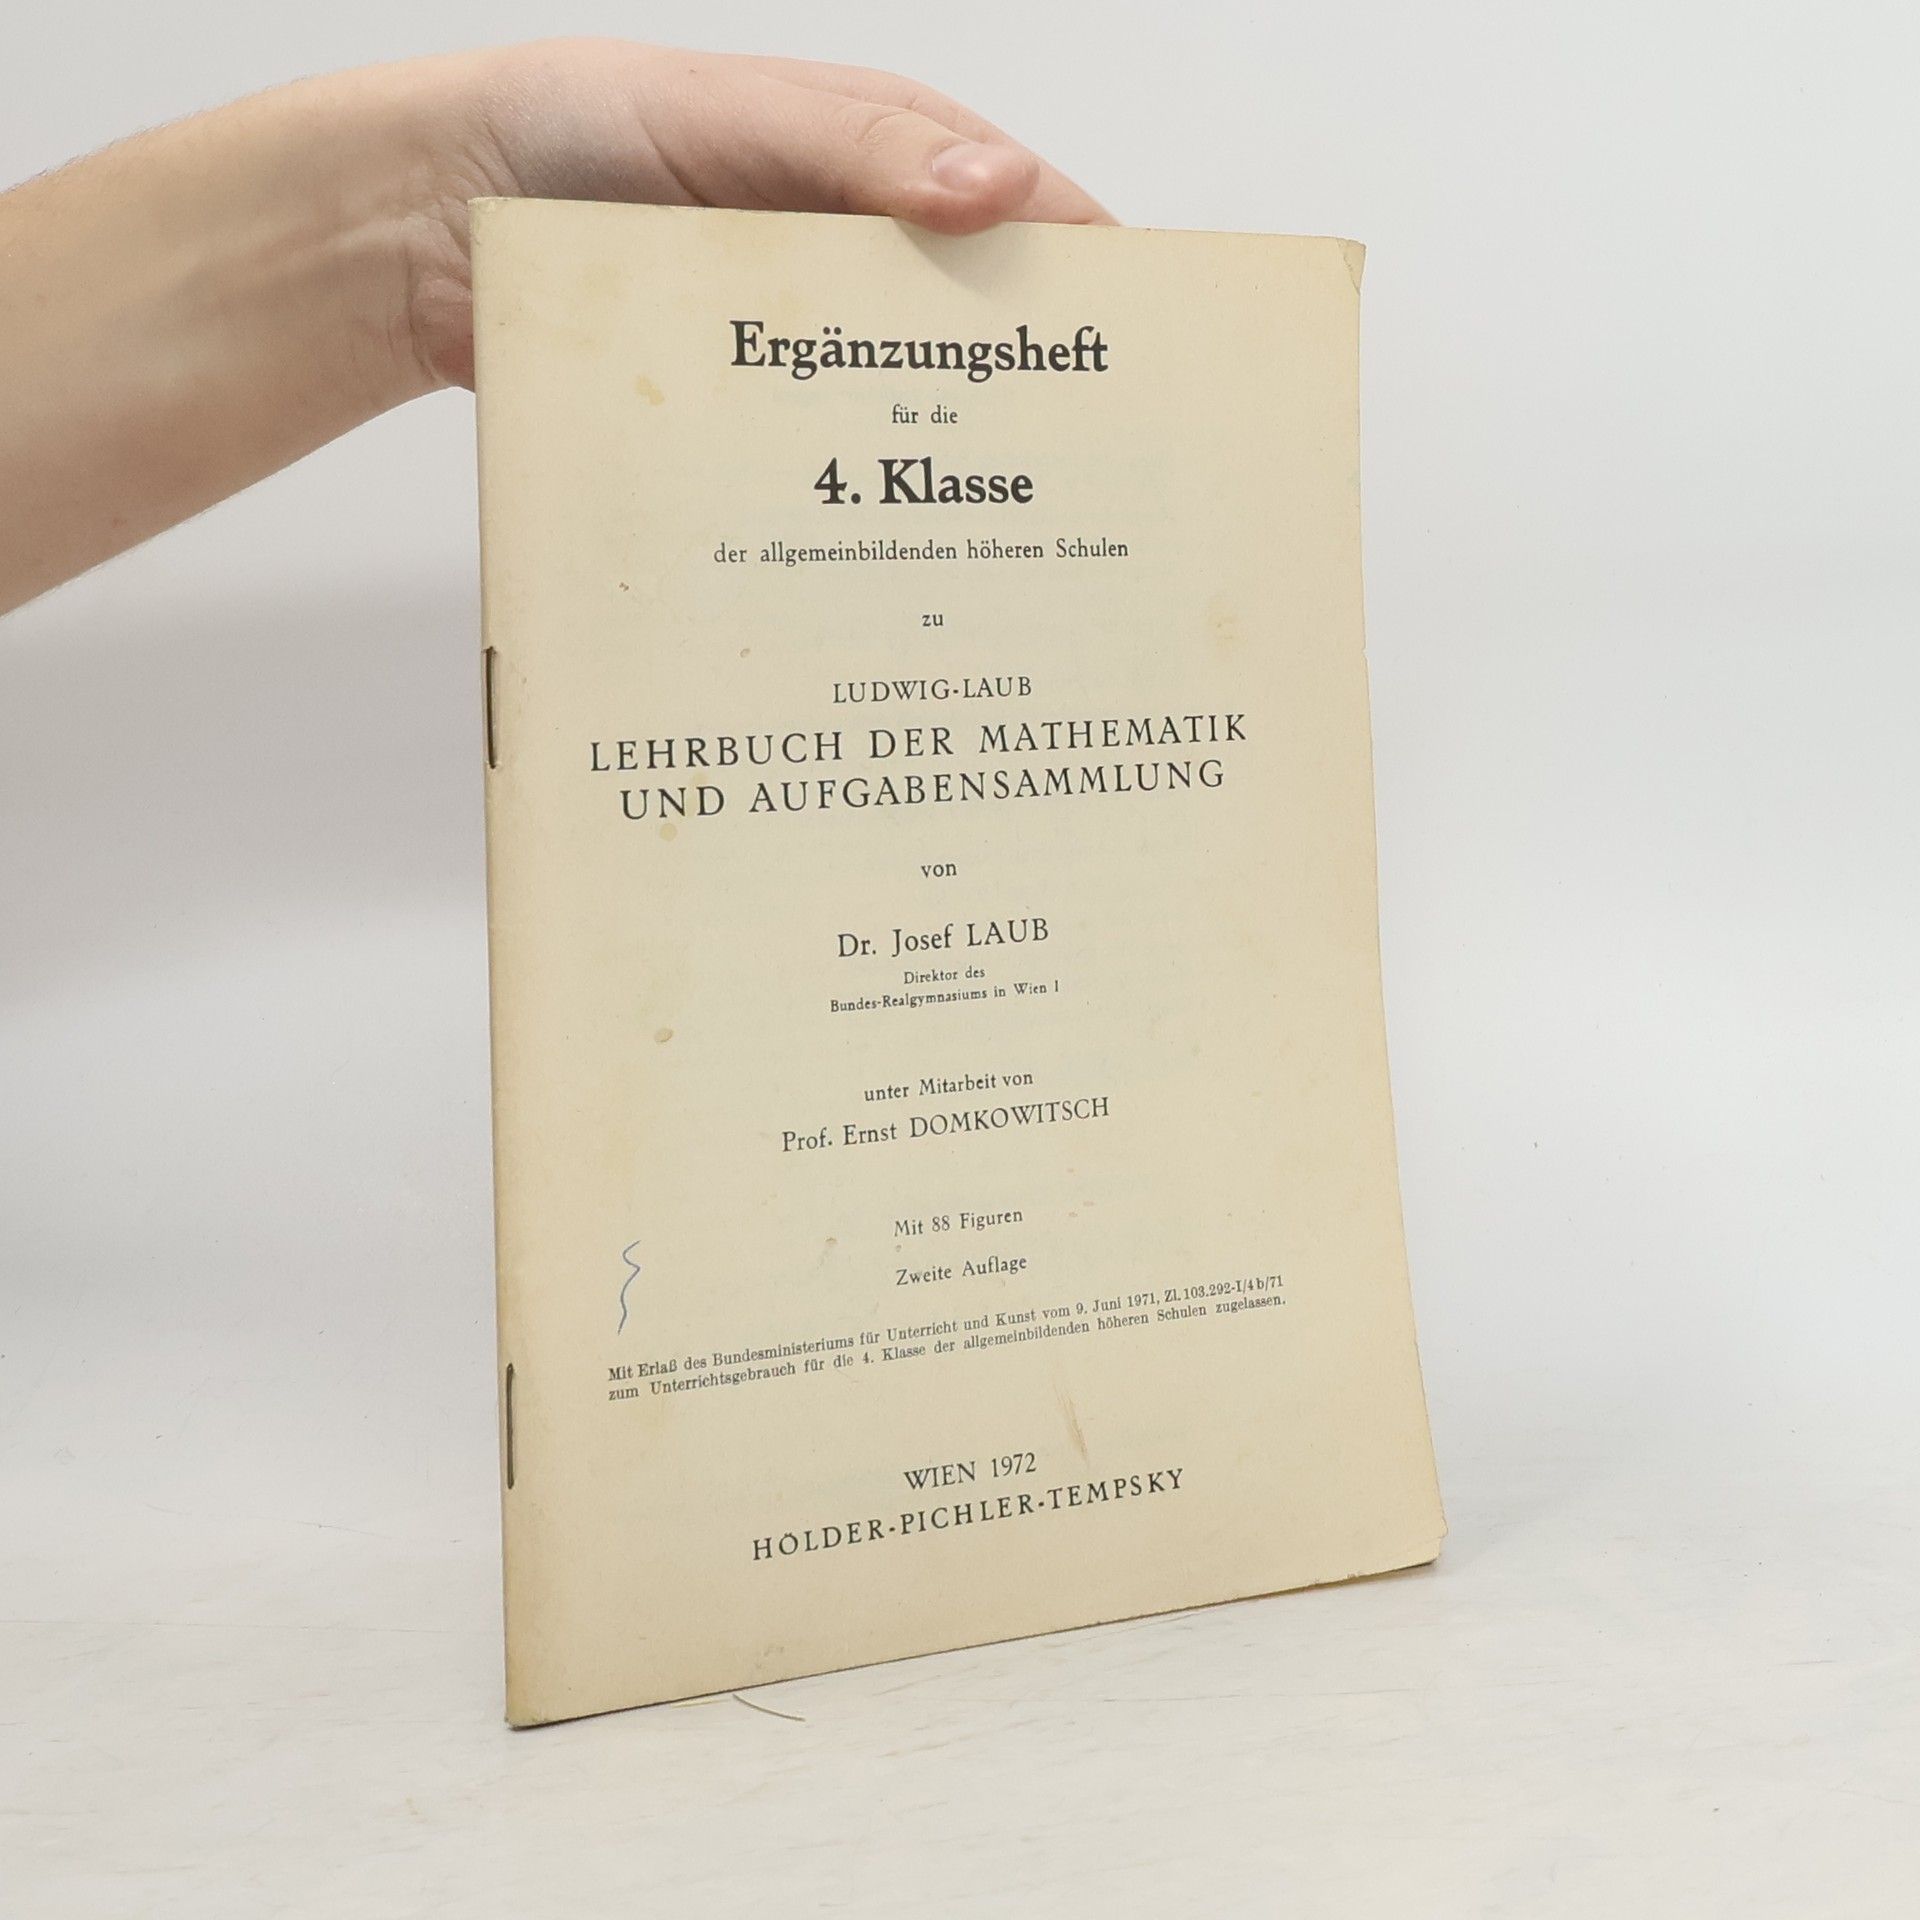 Ergänzungsheft
für die
4. Klasse
der allgemeinbildenden höheren Schulen
zu
LUDWIG-LAUB
LEHRBUCH DER MATHEMATIK
UND AUFGABENSAMMLUNG
von
Dr. Josef LAUB
Direktor des
Bundes-Realgymnasiums in Wien I
unter Mitarbeit von
Prof. Ernst DOMKOWITSCH
Mit 88 Figuren
Zweite Auflage
Mit Erlaß des Bundesministeriums für Unterricht und Kunst vom 9. Juni 1971, Zl. 103.292-I/4b/71
zum Unterrichtsgebrauch für die 4. Klasse der allgemeinbildenden höheren Schulen zugelassen.
WIEN 1972
HÖLDER-PICHLER-TEMPSKY